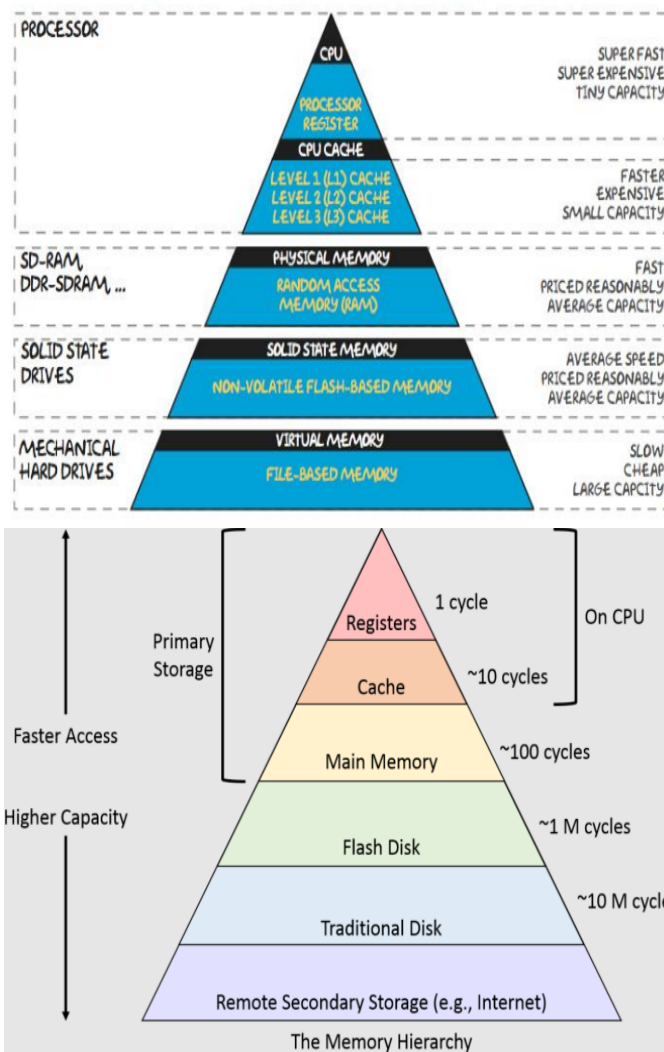 PROCESSOR
CPU
PROCESSOR
REGISTER
SUPER FAST
SUPER EXPENSIVE
TINY CAPACITY
CPU CACHE
LEVEL 1 (L1) CACHE
LEVEL 2 (L2) CACHE
LEVEL 3 (L3) CACHE
FASTER
EXPENSIVE
SMALL CAPACITY
SD-RAM,
DDR-SDRAM, ...
PHYSICAL MEMORY
RANDOM ACCESS
MEMORY (RAM)
FAST
PRICED REASONABLY
AVERAGE CAPACITY
SOLID STATE
DRIVES
SOLID STATE MEMORY
NON-VOLATILE FLASH-BASED MEMORY
AVERAGE SPEED
PRICED REASONABLY
AVERAGE CAPACITY
MECHANICAL
HARD DRIVES
VIRTUAL MEMORY
FILE-BASED MEMORY
SLOW
CHEAP
LARGE CAPCITY
Faster Access
Higher Capacity
Primary
Storage
Registers
1 cycle
On CPU
Cache
~10 cycles
Main Memory
~100 cycles
Flash Disk
~1 M cycles
Traditional Disk
~10 M cycle
Remote Secondary Storage (e.g., Internet)
The Memory Hierarchy